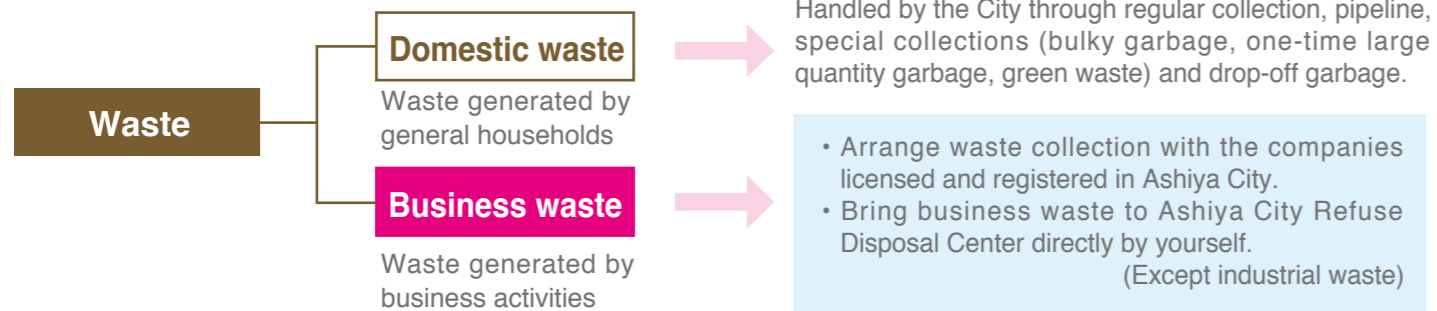 Waste
Domestic waste
Waste generated by
general households
Handled by the City through regular collection, pipeline,
special collections (bulky garbage, one-time large
quantity garbage, green waste) and drop-off garbage.
Business waste
Waste generated by
business activities
・Arrange waste collection with the companies
licensed and registered in Ashiya City.
・Bring business waste to Ashiya City Refuse
Disposal Center directly by yourself.
(Except industrial waste)